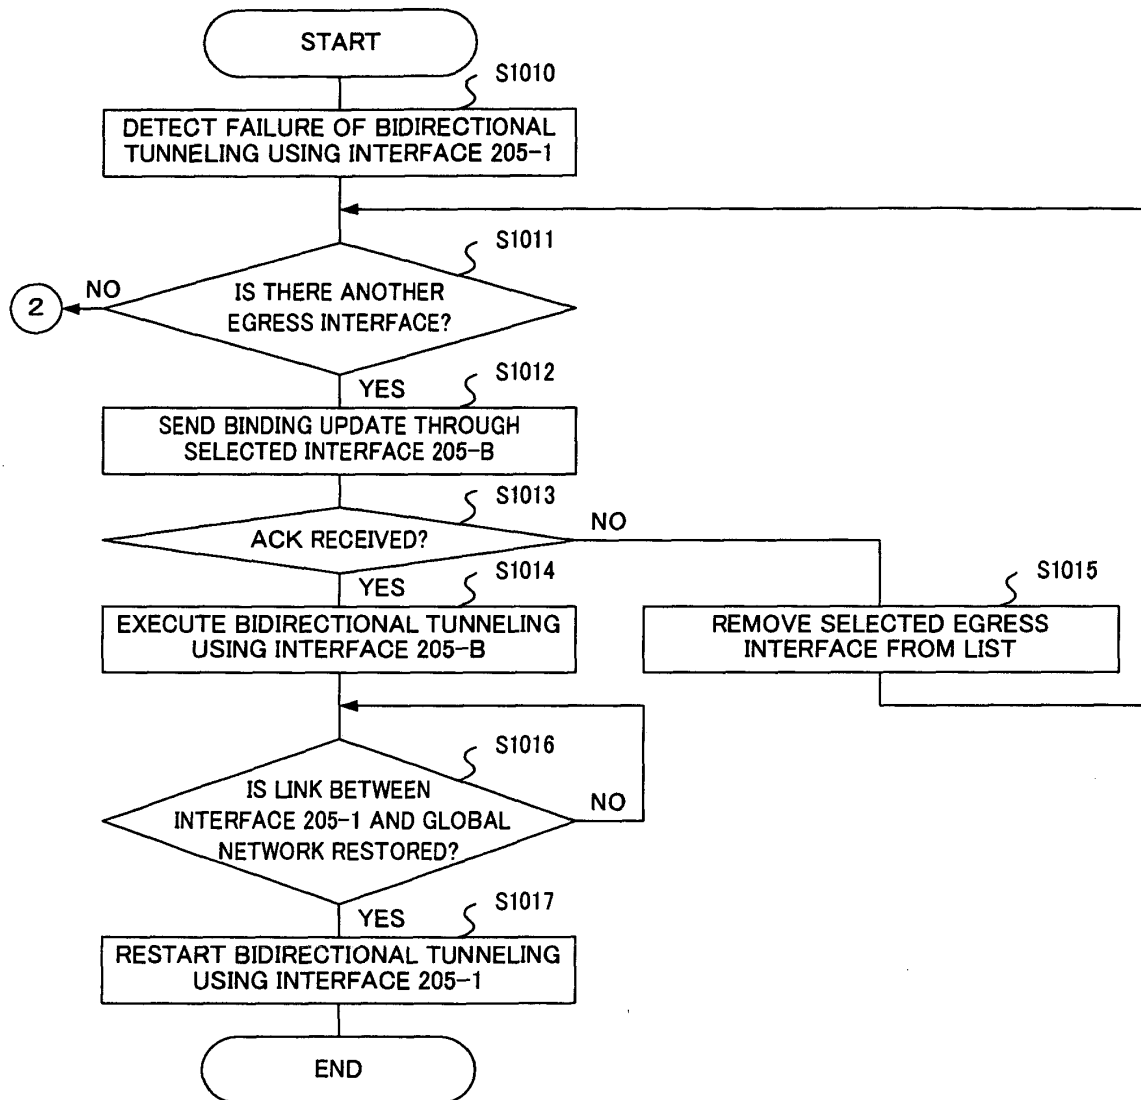 START
S1010
DETECT FAILURE OF BIDIRECTIONAL
TUNNELING USING INTERFACE 205-1
S1011
IS THERE ANOTHER
EGRESS INTERFACE?
NO
2
YES
S1012
SEND BINDING UPDATE THROUGH
SELECTED INTERFACE 205-B
S1013
ACK RECEIVED?
NO
YES
S1014
EXECUTE BIDIRECTIONAL TUNNELING
USING INTERFACE 205-B
S1015
REMOVE SELECTED EGRESS
INTERFACE FROM LIST
S1016
IS LINK BETWEEN
INTERFACE 205-1 AND GLOBAL
NETWORK RESTORED?
NO
YES
S1017
RESTART BIDIRECTIONAL TUNNELING
USING INTERFACE 205-1
END